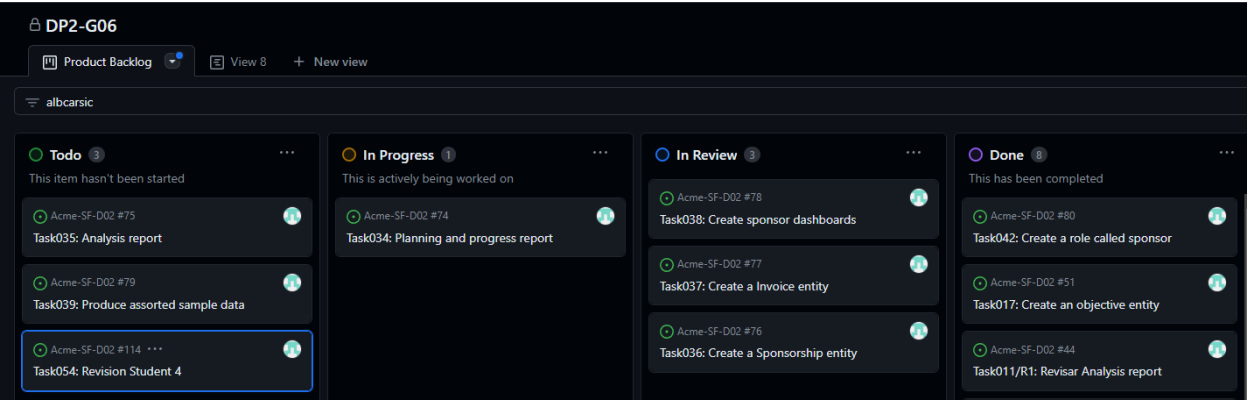 DP2-G06
Product Backlog
View 8
New view
albcarsic
Todo 3
This item hasn't been started
Acme-SF-D02 #75
Task035: Analysis report
Acme-SF-D02 #79
Task039: Produce assorted sample data
Acme-SF-D02 #114
Task054: Revision Student 4
In Progress 1
This is actively being worked on
Acme-SF-D02 #74
Task034: Planning and progress report
In Review 3
Acme-SF-D02 #78
Task038: Create sponsor dashboards
Acme-SF-D02 #77
Task037: Create a Invoice entity
Acme-SF-D02 #76
Task036: Create a Sponsorship entity
Done 8
This has been completed
Acme-SF-D02 #80
Task042: Create a role called sponsor
Acme-SF-D02 #51
Task017: Create an objective entity
Acme-SF-D02 #44
Task011/R1: Revisar Analysis report